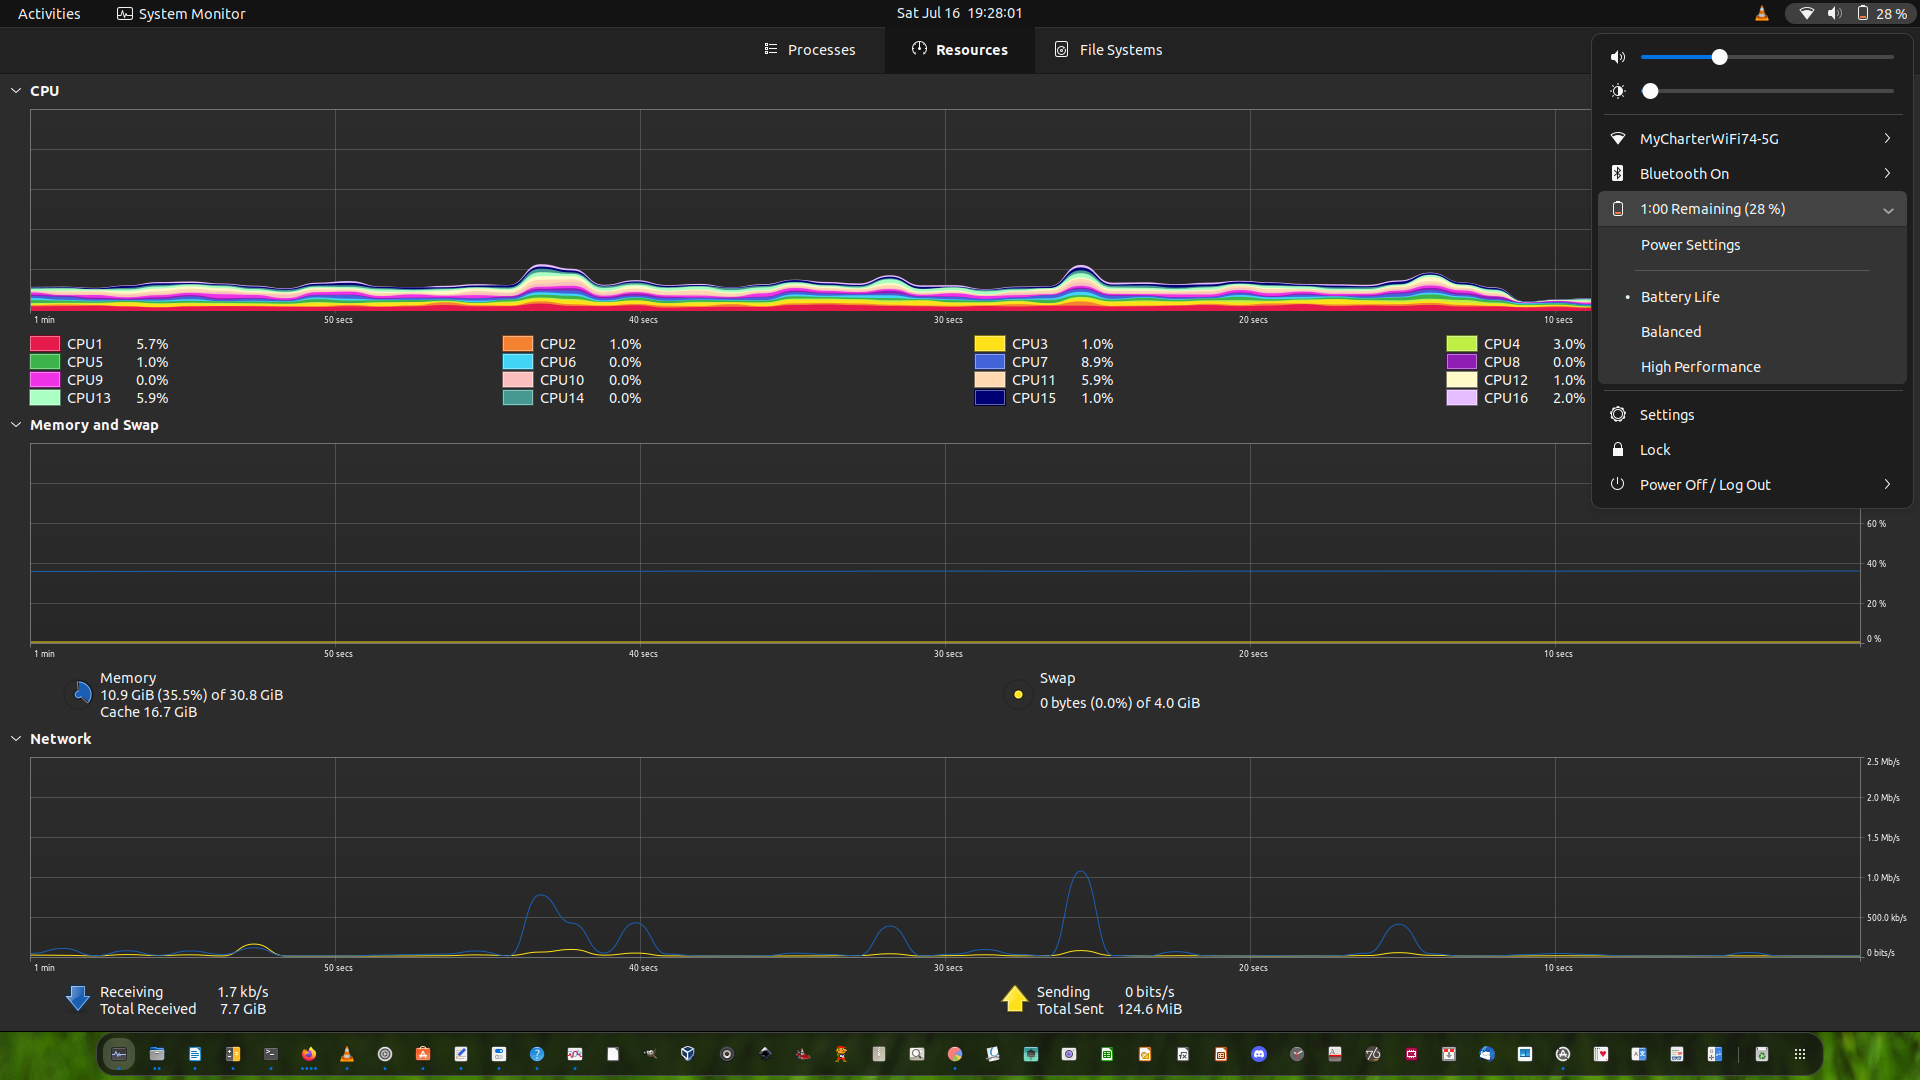 Activities
System Monitor
Sat Jul 16 19:28:01
28 %
Processes
Resources
File Systems
CPU
1 min
50 secs
40 secs
30 secs
20 secs
10 secs
CPU1 5.7%
CPU2 1.0%
CPU3 1.0%
CPU4 3.0%
CPU5 1.0%
CPU6 0.0%
CPU7 8.9%
CPU8 0.0%
CPU9 0.0%
CPU10 0.0%
CPU11 5.9%
CPU12 1.0%
CPU13 5.9%
CPU14 0.0%
CPU15 1.0%
CPU16 2.0%
MyCharterWiFi74-5G
Bluetooth On
1:00 Remaining (28 %)
Power Settings
• Battery Life
Balanced
High Performance
Settings
Lock
Power Off / Log Out
Memory and Swap
60 %
40 %
20 %
0 %
1 min
50 secs
40 secs
30 secs
20 secs
10 secs
Memory
10.9 GiB (35.5%) of 30.8 GiB
Cache 16.7 GiB
Swap
0 bytes (0.0%) of 4.0 GiB
Network
2.5 Mb/s
2.0 Mb/s
1.5 Mb/s
1.0 Mb/s
500.0 kb/s
0 bits/s
1 min
50 secs
40 secs
30 secs
20 secs
10 secs
Receiving 1.7 kb/s
Total Received 7.7 GiB
Sending 0 bits/s
Total Sent 124.6 MiB